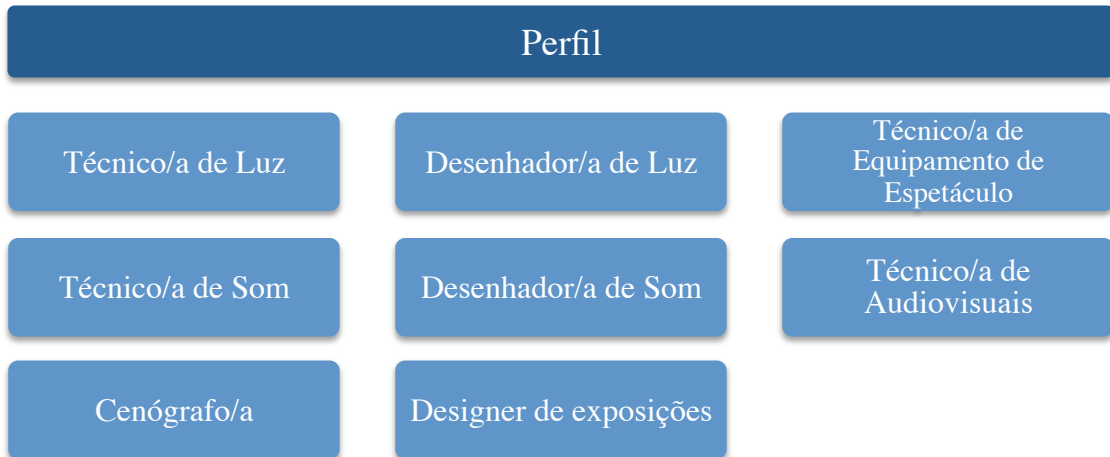 Perfil
Técnico/a de Luz
Desenhador/a de Luz
Técnico/a de
Equipamento de
Espetáculo
Técnico/a de Som
Desenhador/a de Som
Técnico/a de
Audiovisuais
Cenógrafo/a
Designer de exposições